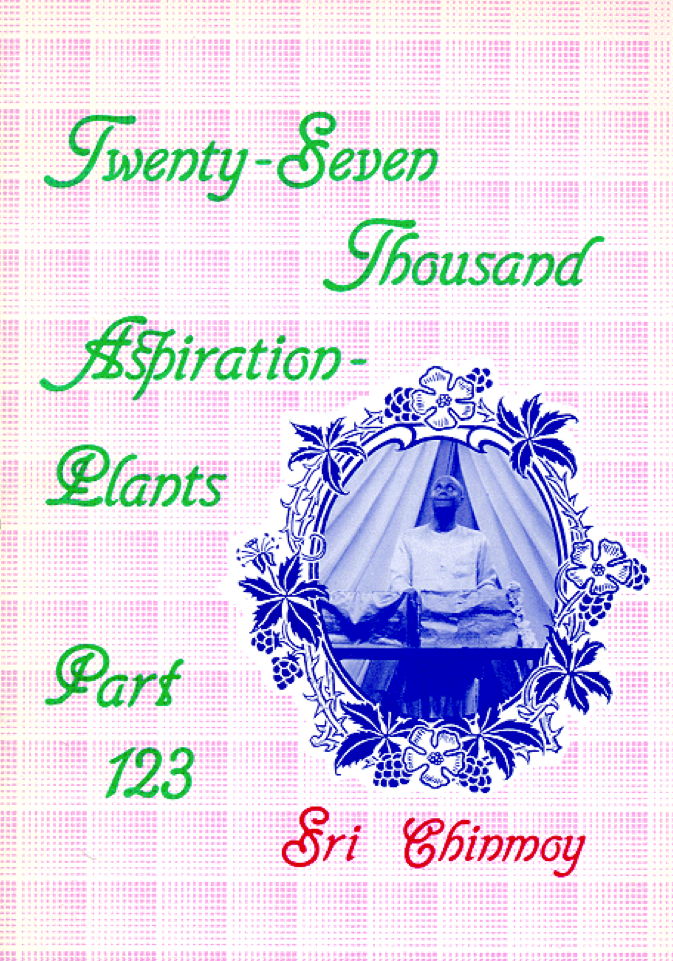 Twenty-Seven
Thousand
Aspiration-
Plants
Part
123
Sri Chinmoy